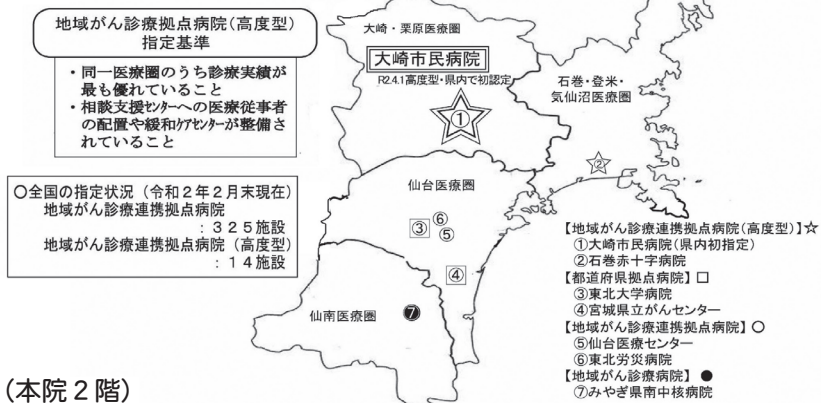 地域がん診療拠点病院(高度型)
指定基準
・同一医療圏のうち診療実績が
最も優れていること
・相談支援センターへの医療従事者
の配置や緩和ケアセンターが整備さ
れていること
○全国の指定状況(令和2年2月末現在)
地域がん診療連携拠点病院
:325施設
地域がん診療連携拠点病院(高度型)
:14施設
(本院2階)
大崎・栗原医療圏
大崎市民病院
R2.4.1高度型・県内で初認定
①
石巻・登米・
気仙沼医療圏
②
仙台医療圏
③
⑥
⑤
④
仙南医療圏
❼
【地域がん診療連携拠点病院(高度型)】☆
①大崎市民病院(県内初指定)
②石巻赤十字病院
【都道府県拠点病院】□
③東北大学病院
④宮城県立がんセンター
【地域がん診療連携拠点病院】○
⑤仙台医療センター
⑥東北労災病院
【地域がん診療病院】●
⑦みやぎ県南中核病院